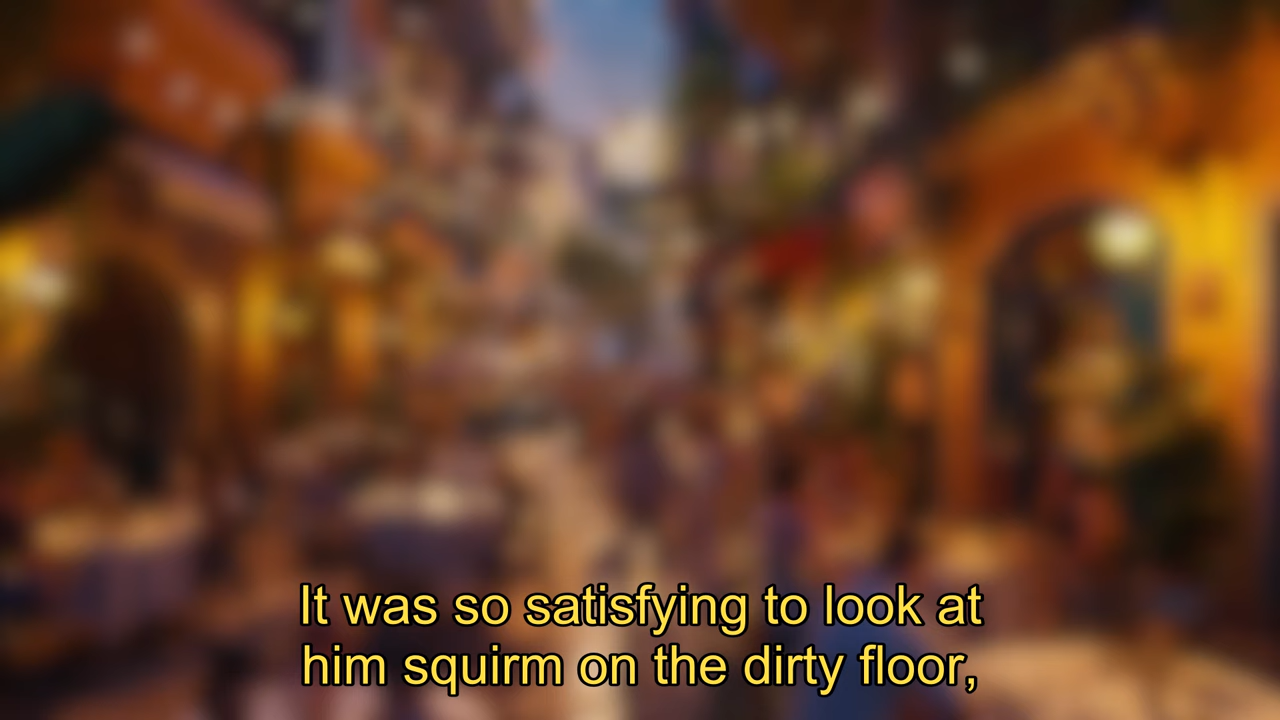 It was so satisfying to look at
him squirm on the dirty floor,